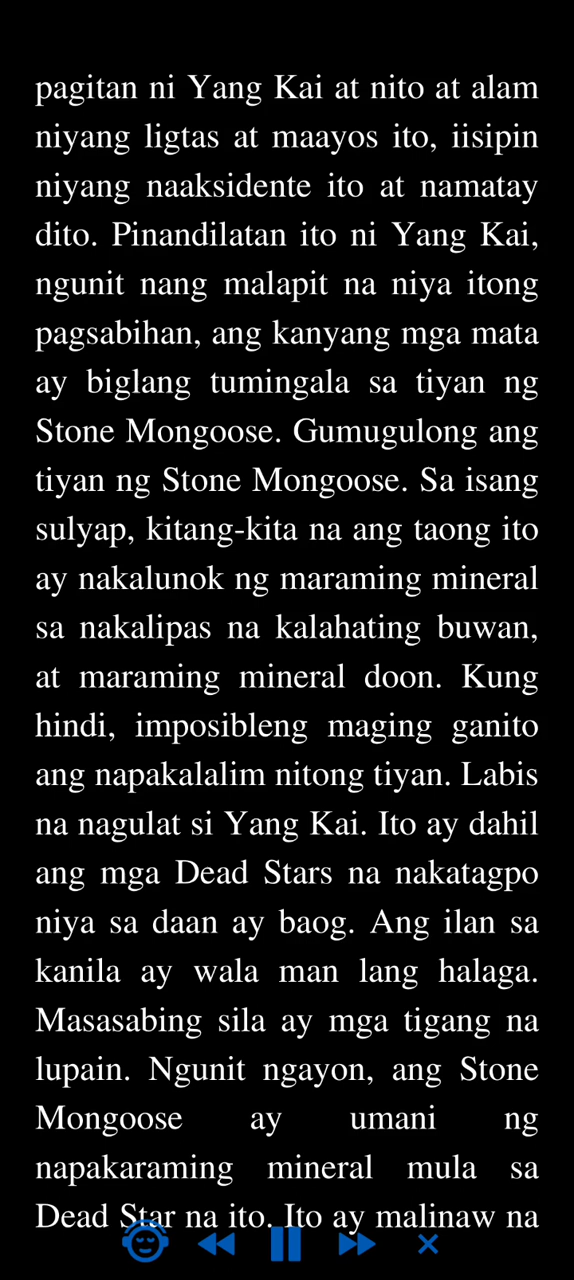 pagitan ni Yang Kai at nito at alam
niyang ligtas at maayos ito, iisipin
niyang naaksidente ito at namatay
dito. Pinandilatan ito ni Yang Kai,
ngunit nang malapit na niya itong
pagsabihan, ang kanyang mga mata
ay biglang tumingala sa tiyan ng
Stone Mongoose. Gumugulong ang
tiyan ng Stone Mongoose. Sa isang
sulyap, kitang-kita na ang taong ito
ay nakalunok ng maraming mineral
sa nakalipas na kalahating buwan,
at maraming mineral doon. Kung
hindi, imposibleng maging ganito
ang napakalalim nitong tiyan. Labis
na nagulat si Yang Kai. Ito ay dahil
ang mga Dead Stars na nakatagpo
niya sa daan ay baog. Ang ilan sa
kanila ay wala man lang halaga.
Masasabing sila ay mga tigang na
lupain. Ngunit ngayon, ang Stone
Mongoose ay umani ng
napakaraming mineral mula sa
Dead Star na ito. Ito ay malinaw na